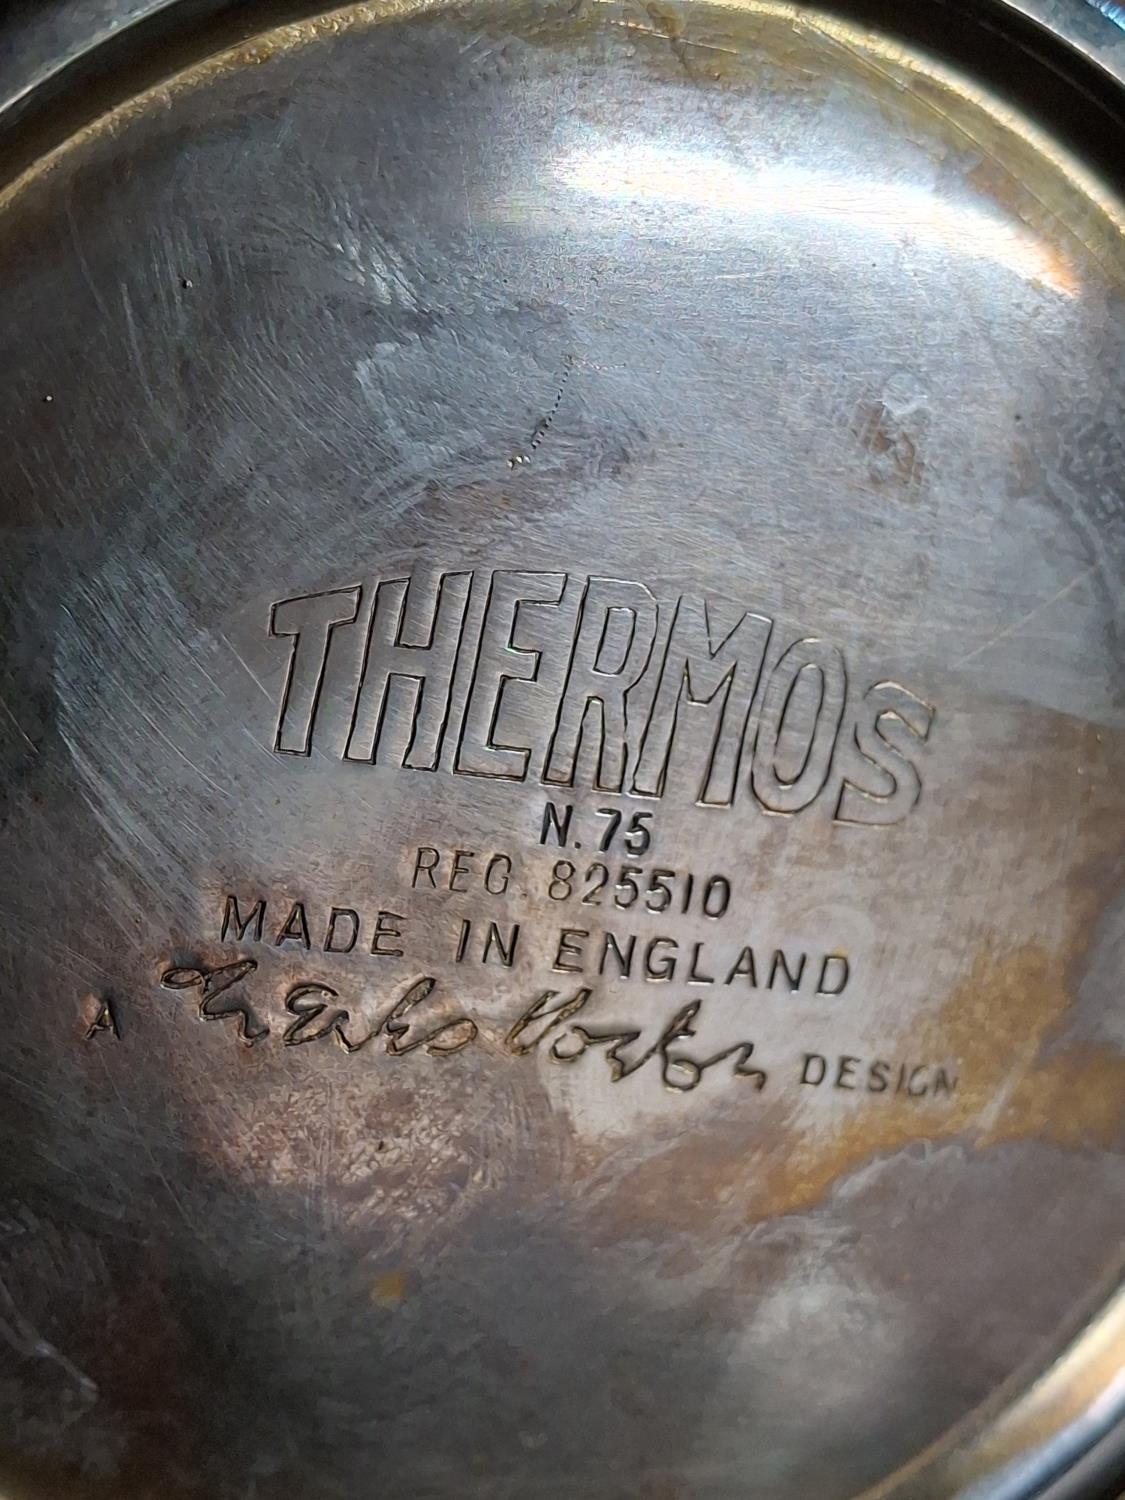 THERMOS
N.75
REG. 825510
MADE IN ENGLAND
A DESIGN